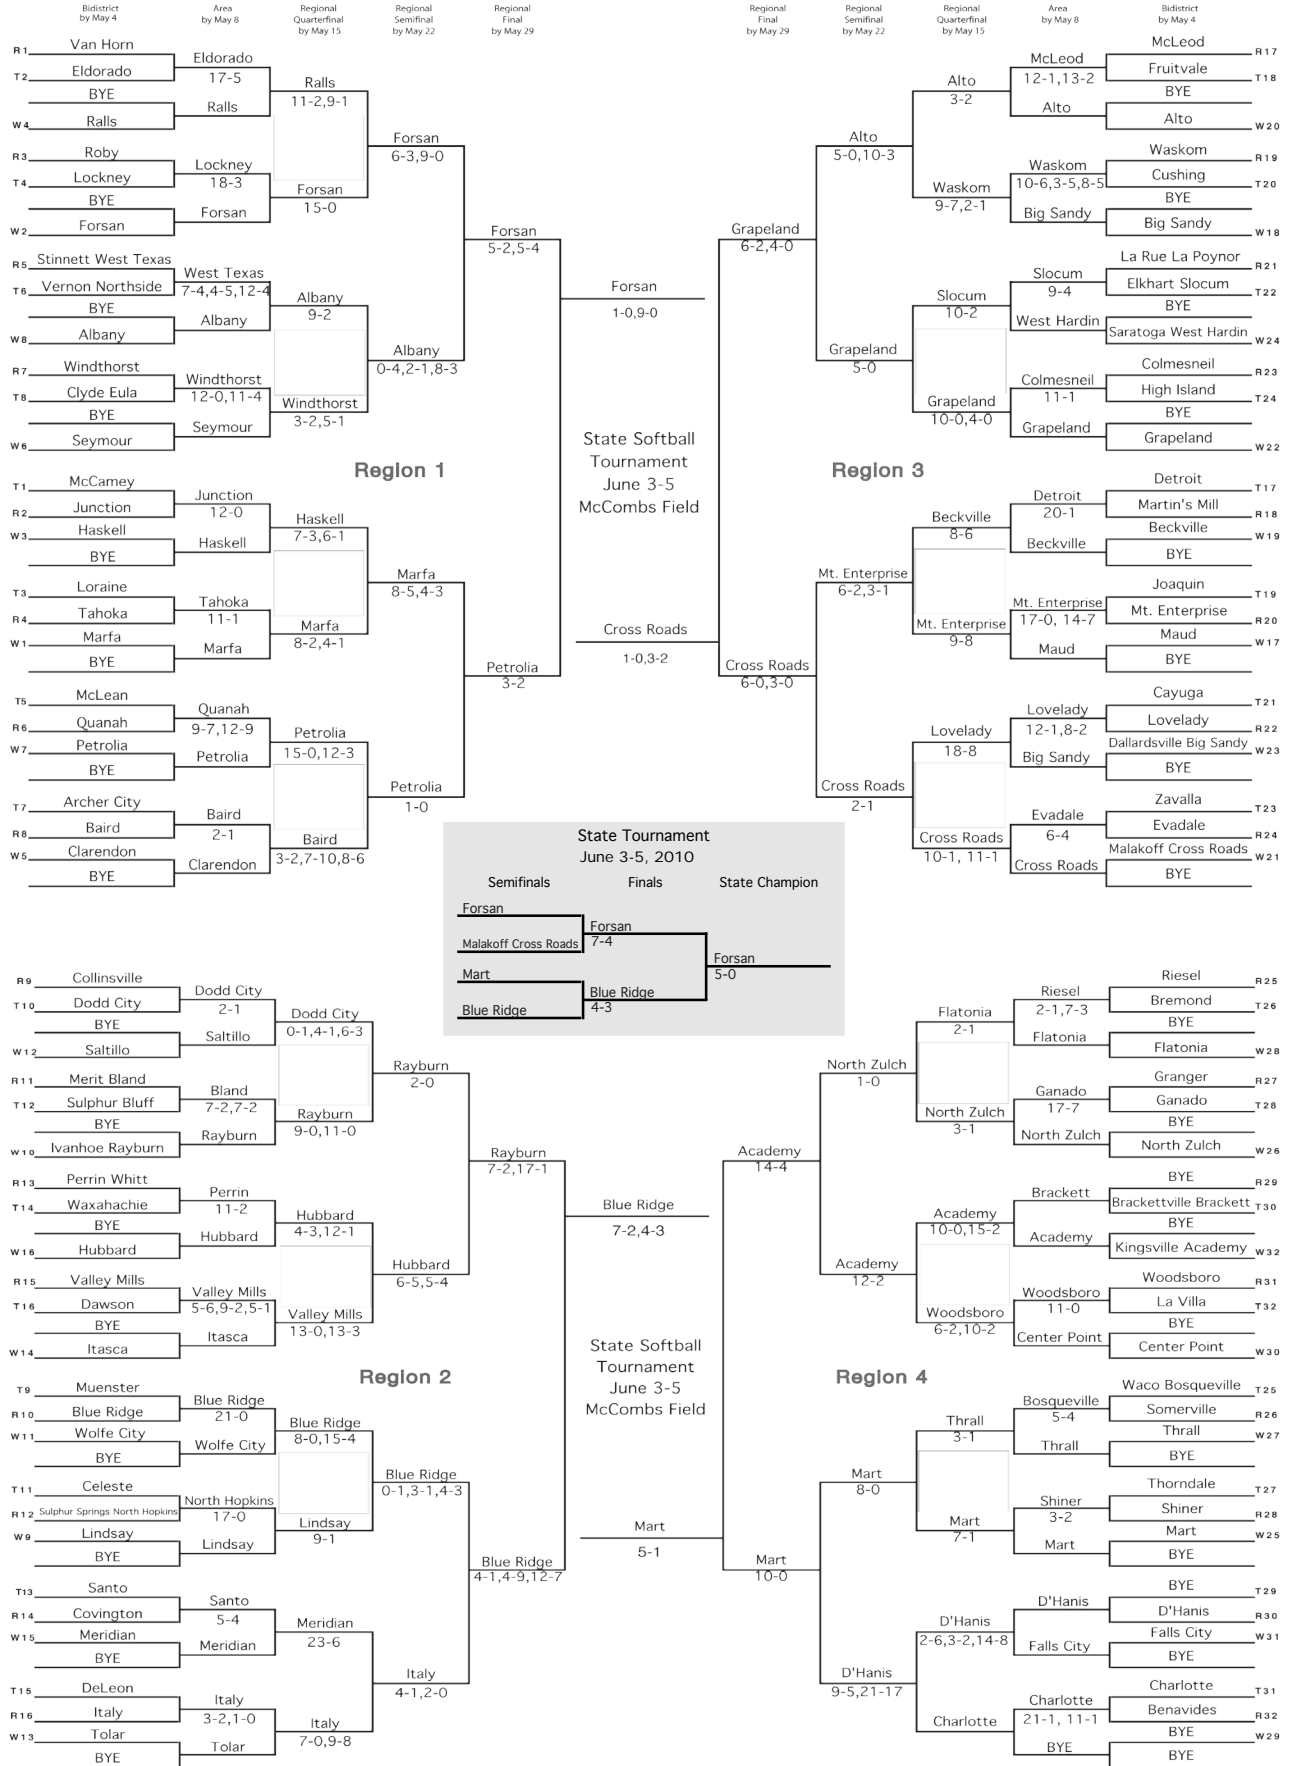 Bidistrict
by May 4
Area
by May 8
Regional
Quarterfinal
by May 15
Regional
Semifinal
by May 22
Regional
Final
by May 29
Regional
Final
by May 29
Regional
Semifinal
by May 22
Regional
Quarterfinal
by May 15
Area
by May 8
Bidistrict
by May 4
R1 Van Horn
T2 Eldorado
BYE
W4 Ralls
R3 Roby
T4 Lockney
BYE
W2 Forsan
R5 Stinnett West Texas
T6 Vernon Northside
BYE
W8 Albany
R7 Windthorst
T8 Clyde Eula
BYE
W6 Seymour
T1 McCamey
R2 Junction
W3 Haskell
BYE
T3 Loraine
R4 Tahoka
W1 Marfa
BYE
T5 McLean
R6 Quanah
W7 Petrolia
BYE
T7 Archer City
R8 Baird
W5 Clarendon
BYE
Eldorado
17-5
Ralls
Lockney
18-3
Forsan
West Texas
7-4,4-5,12-4
Albany
Windthorst
12-0,11-4
Seymour
Junction
12-0
Haskell
Tahoka
11-1
Marfa
Quanah
9-7,12-9
Petrolia
Baird
2-1
Clarendon
Ralls
11-2,9-1
Forsan
15-0
Albany
9-2
Windthorst
3-2,5-1
Haskell
7-3,6-1
Marfa
8-2,4-1
Petrolia
15-0,12-3
Baird
3-2,7-10,8-6
Forsan
6-3,9-0
Albany
0-4,2-1,8-3
Marfa
8-5,4-3
Petrolia
1-0
Forsan
5-2,5-4
Petrolia
3-2
Region 1
Forsan
1-0,9-0
State Softball
Tournament
June 3-5
McCombs Field
Cross Roads
1-0,3-2
Region 3
Grapeland
6-2,4-0
Cross Roads
6-0,3-0
Alto
5-0,10-3
Grapeland
5-0
Mt. Enterprise
6-2,3-1
Cross Roads
2-1
Alto
3-2
Waskom
9-7,2-1
Slocum
10-2
Grapeland
10-0,4-0
Beckville
8-6
Mt. Enterprise
9-8
Lovelady
18-8
Cross Roads
10-1, 11-1
McLeod
12-1,13-2
Alto
Waskom
10-6,3-5,8-5
Big Sandy
Slocum
9-4
West Hardin
Colmesneil
11-1
Grapeland
Detroit
20-1
Beckville
Mt. Enterprise
17-0, 14-7
Maud
Lovelady
12-1,8-2
Big Sandy
Evadale
6-4
Cross Roads
McLeod R17
Fruitvale T18
BYE
Alto W20
Waskom R19
Cushing T20
BYE
Big Sandy W18
La Rue La Poynor R21
Elkhart Slocum T22
BYE
Saratoga West Hardin W24
Colmesneil R23
High Island T24
BYE
Grapeland W22
Detroit T17
Martin's Mill R18
Beckville W19
BYE
Joaquin T19
Mt. Enterprise R20
Maud W17
BYE
Cayuga T21
Lovelady R22
Dallardsville Big Sandy W23
BYE
Zavalla T23
Evadale R24
Malakoff Cross Roads W21
BYE
State Tournament
June 3-5, 2010
Semifinals Finals State Champion
Forsan
Malakoff Cross Roads
Mart
Blue Ridge
Forsan
7-4
Blue Ridge
4-3
Forsan
5-0
R9 Collinsville
T10 Dodd City
BYE
W12 Saltillo
R11 Merit Bland
T12 Sulphur Bluff
BYE
W10 Ivanhoe Rayburn
R13 Perrin Whitt
T14 Waxahachie
BYE
W16 Hubbard
R15 Valley Mills
T16 Dawson
BYE
W14 Itasca
T9 Muenster
R10 Blue Ridge
W11 Wolfe City
BYE
T11 Celeste
R12 Sulphur Springs North Hopkins
W9 Lindsay
BYE
T13 Santo
R14 Covington
W15 Meridian
BYE
T15 DeLeon
R16 Italy
W13 Tolar
BYE
Dodd City
2-1
Saltillo
Bland
7-2,7-2
Rayburn
Perrin
11-2
Hubbard
Valley Mills
5-6,9-2,5-1
Itasca
Blue Ridge
21-0
Wolfe City
North Hopkins
17-0
Lindsay
Santo
5-4
Meridian
Italy
3-2,1-0
Tolar
Dodd City
0-1,4-1,6-3
Rayburn
9-0,11-0
Hubbard
4-3,12-1
Valley Mills
13-0,13-3
Blue Ridge
8-0,15-4
Lindsay
9-1
Meridian
23-6
Italy
7-0,9-8
Rayburn
2-0
Hubbard
6-5,5-4
Blue Ridge
0-1,3-1,4-3
Italy
4-1,2-0
Rayburn
7-2,17-1
Blue Ridge
4-1,4-9,12-7
Region 2
Blue Ridge
7-2,4-3
State Softball
Tournament
June 3-5
McCombs Field
Mart
5-1
Region 4
Academy
14-4
Mart
10-0
North Zulch
1-0
Academy
12-2
Mart
8-0
D'Hanis
9-5,21-17
Flatonia
2-1
North Zulch
3-1
Academy
10-0,15-2
Woodsboro
6-2,10-2
Thrall
3-1
Mart
7-1
D'Hanis
2-6,3-2,14-8
Charlotte
Riesel
2-1,7-3
Flatonia
Ganado
17-7
North Zulch
Brackett
Academy
Woodsboro
11-0
Center Point
Bosqueville
5-4
Thrall
Shiner
3-2
Mart
D'Hanis
Falls City
Charlotte
21-1, 11-1
BYE
Riesel R25
Bremond T26
BYE
Flatonia W28
Granger R27
Ganado T28
BYE
North Zulch W26
BYE R29
Brackettville Brackett T30
BYE
Kingsville Academy W32
Woodsboro R31
La Villa T32
BYE
Center Point W30
Waco Bosqueville T25
Somerville R26
Thrall W27
BYE
Thorndale T27
Shiner R28
Mart W25
BYE
BYE T29
D'Hanis R30
Falls City W31
BYE
Charlotte T31
Benavides R32
BYE W29
BYE